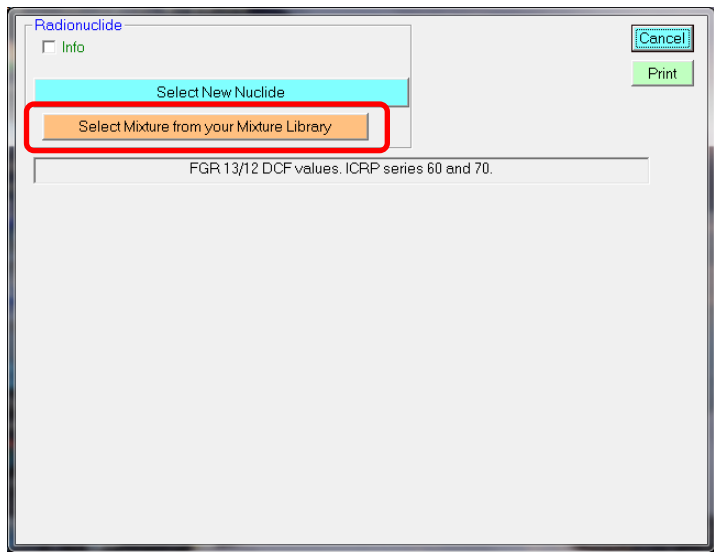 Radionuclide
Info
Cancel
Print
Select New Nuclide
Select Mixture from your Mixture Library
FGR 13/12 DCF values. ICRP series 60 and 70.